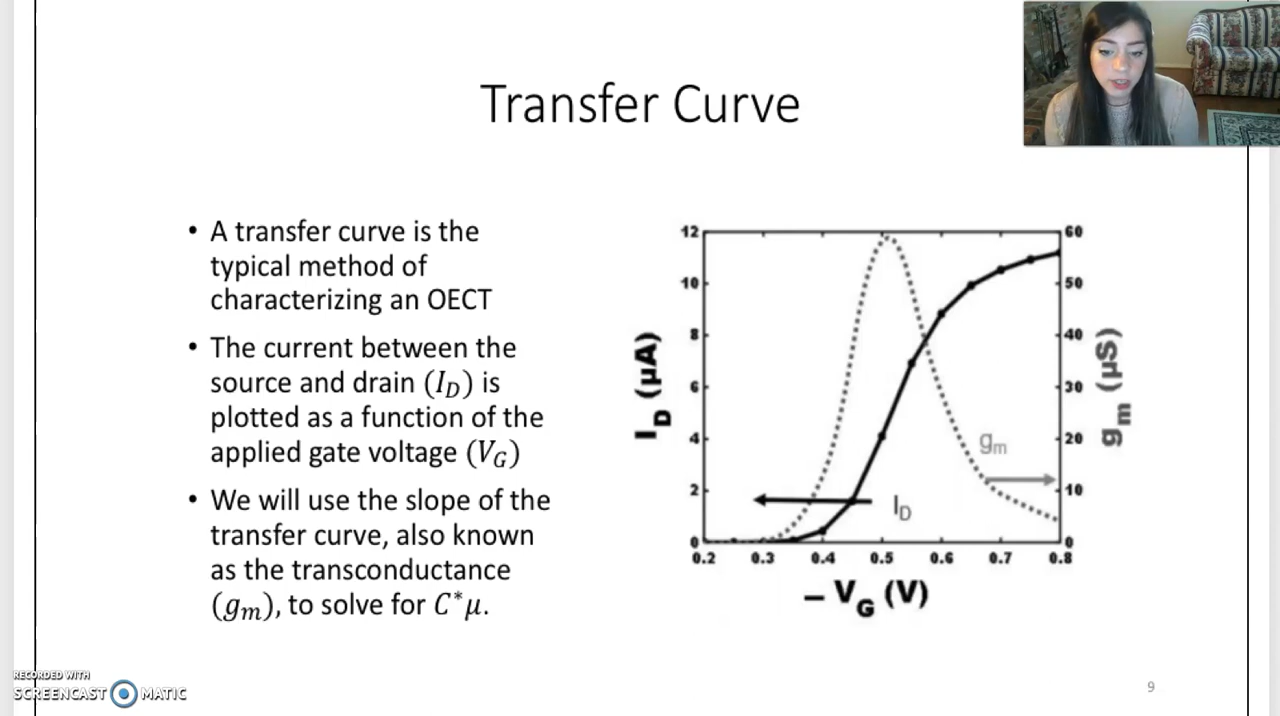 Transfer Curve
• A transfer curve is the
typical method of
characterizing an OECT
• The current between the
source and drain (I_D) is
plotted as a function of the
applied gate voltage (V_G)
• We will use the slope of the
transfer curve, also known
as the transconductance
(g_m), to solve for C*μ.
12
10
8
6
4
2
0
I_D (μA)
60
50
40
30
20
10
0
g_m (μS)
g_m
I_D
0.2 0.3 0.4 0.5 0.6 0.7 0.8
– V_G (V)
RECORDED WITH
SCREENCAST MATIC
9